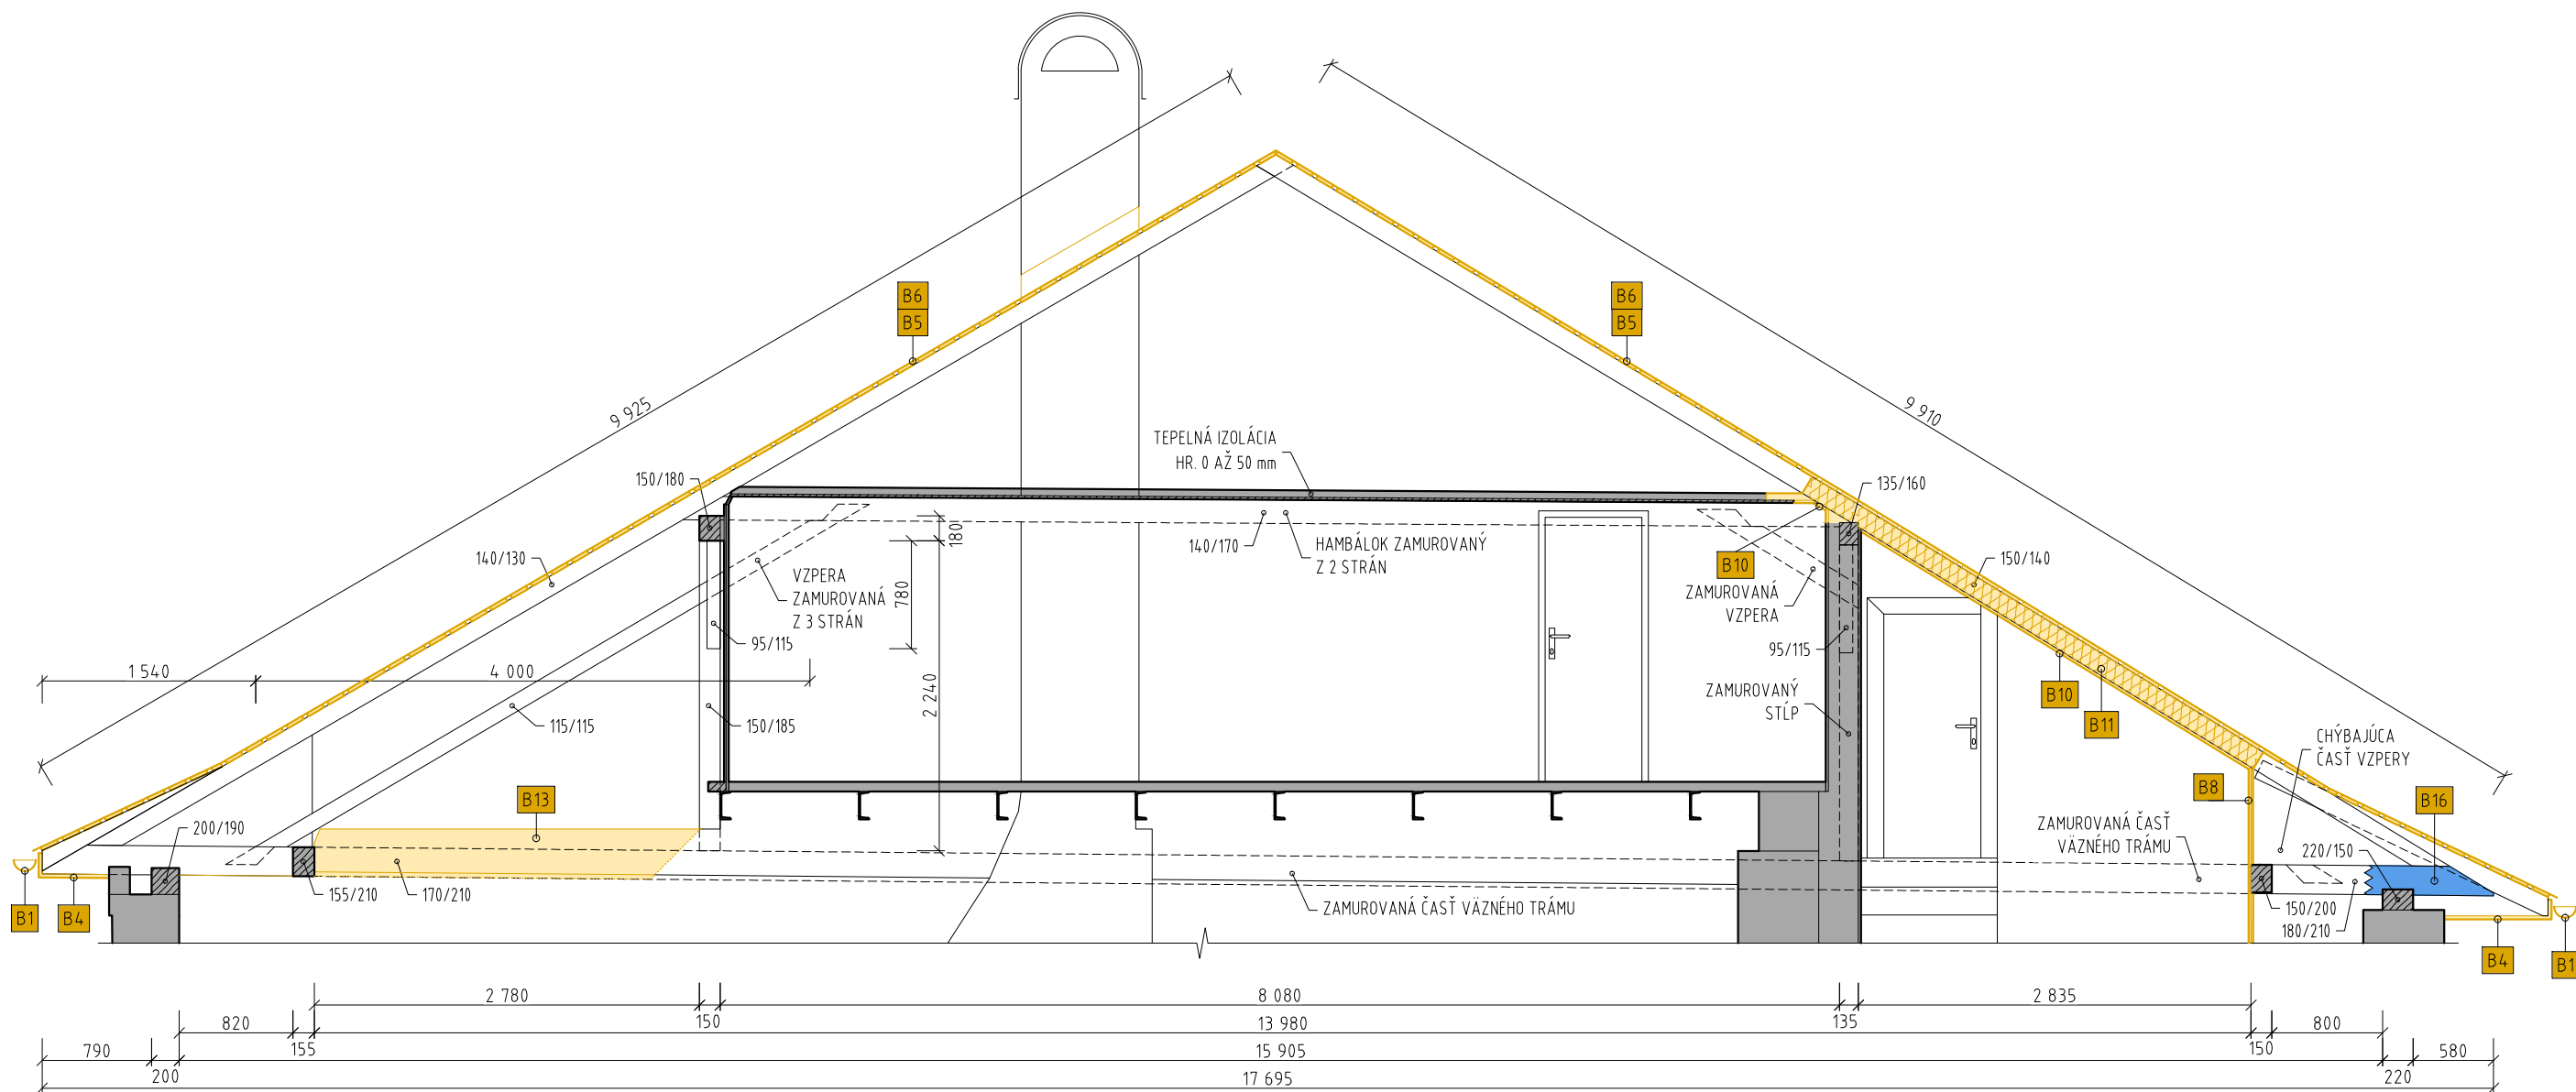 9 925
9 910
B6
B5
B6
B5
TEPELNÁ IZOLÁCIA
HR. 0 AŽ 50 mm
150/180
135/160
180
140/170
HAMBÁLOK ZAMUROVANÝ
Z 2 STRÁN
B10
140/130
150/140
VZPERA
ZAMUROVANÁ
Z 3 STRÁN
780
ZAMUROVANÁ
VZPERA
95/115
95/115
1 540
4 000
2 240
ZAMUROVANÝ
STĹP
B10
B11
115/115
150/185
CHÝBAJÚCA
ČASŤ VZPERY
B8
B13
B16
200/190
ZAMUROVANÁ ČASŤ
VÄZNÉHO TRÁMU
220/150
155/210
170/210
ZAMUROVANÁ ČASŤ VÄZNÉHO TRÁMU
150/200
180/210
B1
B4
B4
B1
2 780
8 080
2 835
150
135
820
13 980
800
155
150
790
15 905
580
200
220
17 695